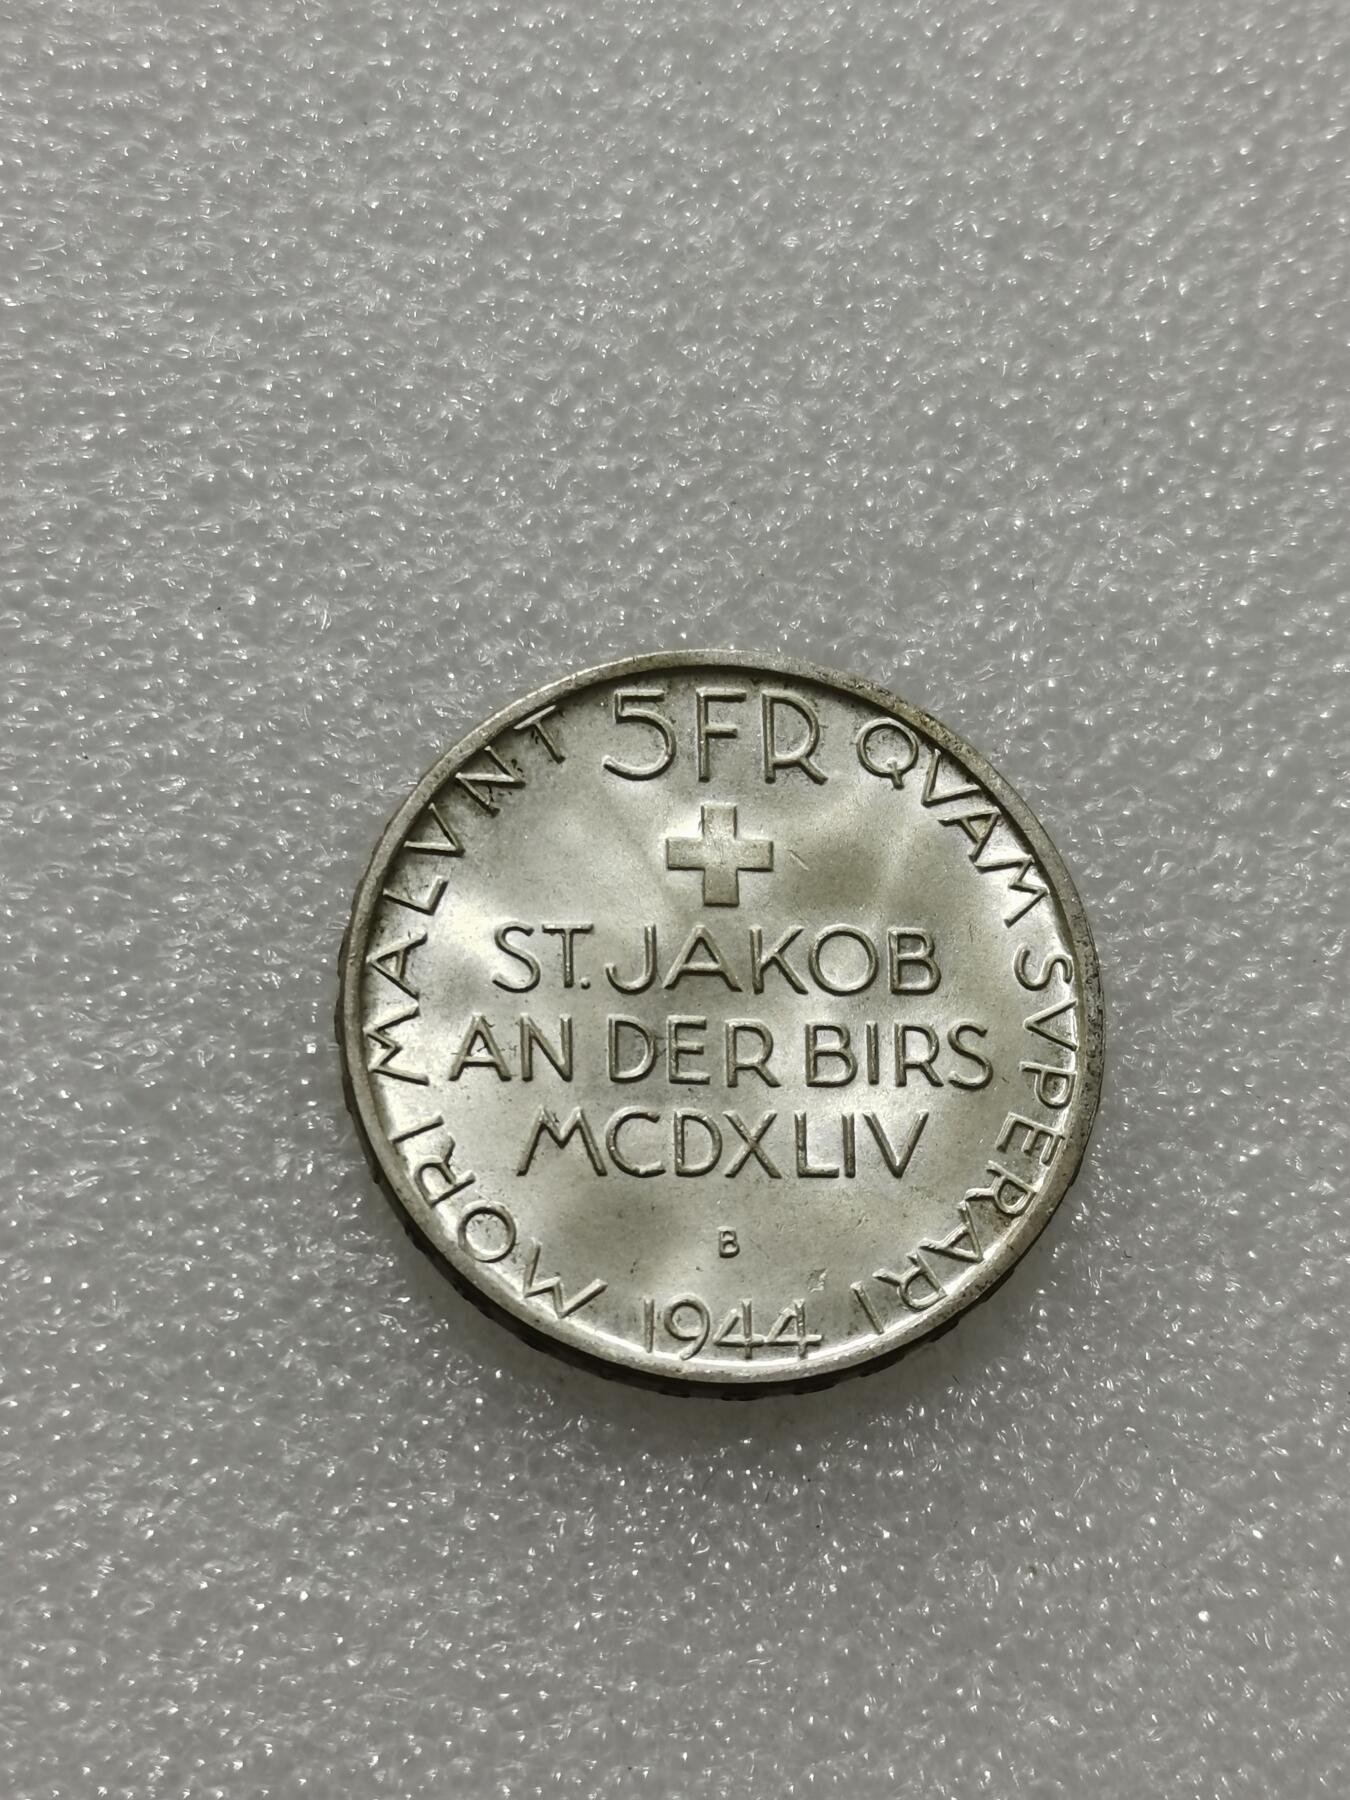 5FR
MORI MALVNT QVAM SVPERARI
ST. JAKOB
AN DER BIRS
MCDXLIV
B
1944